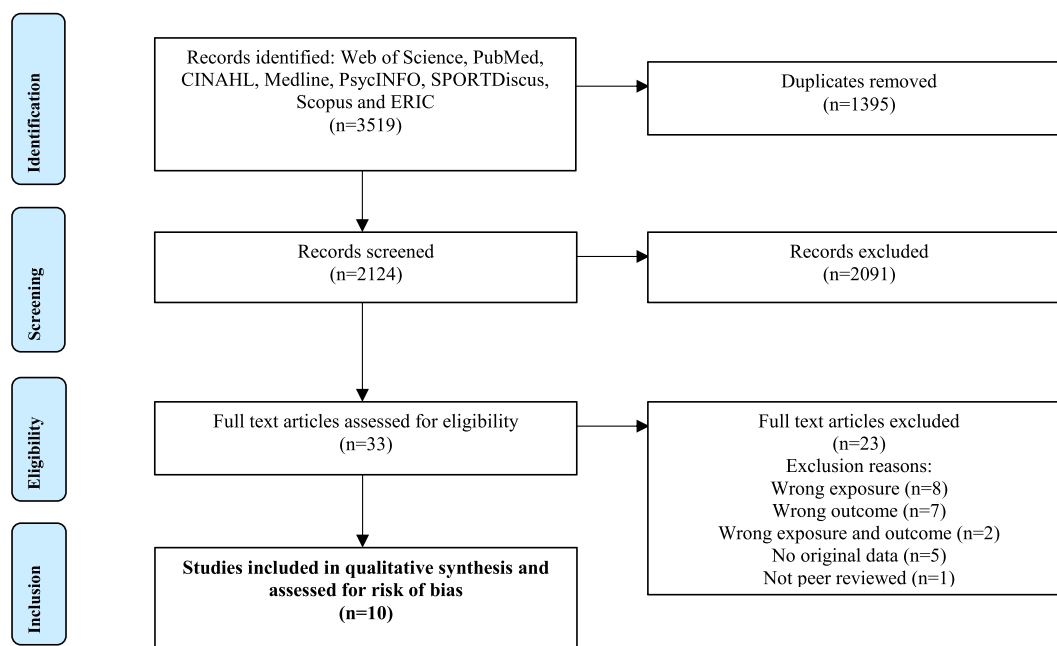 Identification
Records identified: Web of Science, PubMed,
CINAHL, Medline, PsycINFO, SPORTDiscus,
Scopus and ERIC
(n=3519)
Duplicates removed
(n=1395)
Screening
Records screened
(n=2124)
Records excluded
(n=2091)
Eligibility
Full text articles assessed for eligibility
(n=33)
Full text articles excluded
(n=23)
Exclusion reasons:
Wrong exposure (n=8)
Wrong outcome (n=7)
Wrong exposure and outcome (n=2)
No original data (n=5)
Not peer reviewed (n=1)
Inclusion
Studies included in qualitative synthesis and
assessed for risk of bias
(n=10)